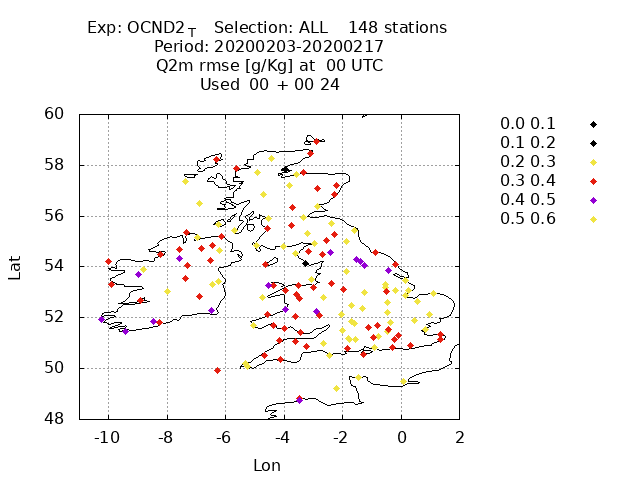 Exp: OCND2T Selection: ALL 148 stations
Period: 20200203-20200217
Q2m rmse [g/Kg] at 00 UTC
Used 00 + 00 24
60
58
56
54
52
50
48
Lat
-10 -8 -6 -4 -2 0 2
Lon
0.0 0.1
0.1 0.2
0.2 0.3
0.3 0.4
0.4 0.5
0.5 0.6